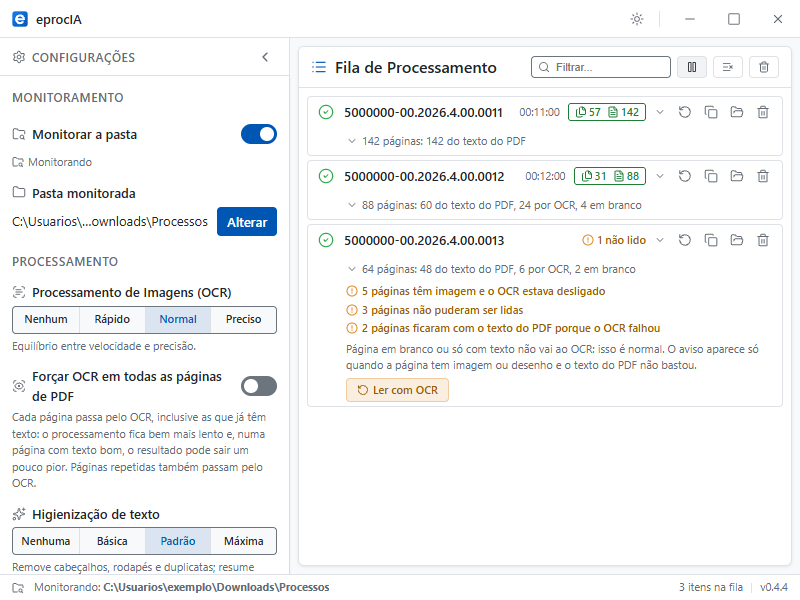 eprocIA
CONFIGURAÇÕES
MONITORAMENTO
Monitorar a pasta
Monitorando
Pasta monitorada
C:\Usuarios\...ownloads\Processos
Alterar
PROCESSAMENTO
Processamento de Imagens (OCR)
Nenhum
Rápido
Normal
Preciso
Equilíbrio entre velocidade e precisão.
Forçar OCR em todas as páginas
de PDF
Cada página passa pelo OCR, inclusive as que já têm
texto: o processamento fica bem mais lento e, numa
página com texto bom, o resultado pode sair um
pouco pior. Páginas repetidas também passam pelo
OCR.
Higienização de texto
Nenhuma
Básica
Padrão
Máxima
Remove cabeçalhos, rodapés e duplicatas; resume
Fila de Processamento
Filtrar...
5000000-00.2026.4.00.0011 00:11:00 57 142
142 páginas: 142 do texto do PDF
5000000-00.2026.4.00.0012 00:12:00 31 88
88 páginas: 60 do texto do PDF, 24 por OCR, 4 em branco
5000000-00.2026.4.00.0013 1 não lido
64 páginas: 48 do texto do PDF, 6 por OCR, 2 em branco
5 páginas têm imagem e o OCR estava desligado
3 páginas não puderam ser lidas
2 páginas ficaram com o texto do PDF porque o OCR falhou
Página em branco ou só com texto não vai ao OCR: isso é normal. O aviso aparece só
quando a página tem imagem ou desenho e o texto do PDF não bastou.
Ler com OCR
Monitorando: C:\Usuarios\exemplo\Downloads\Processos
3 itens na fila
v0.4.4